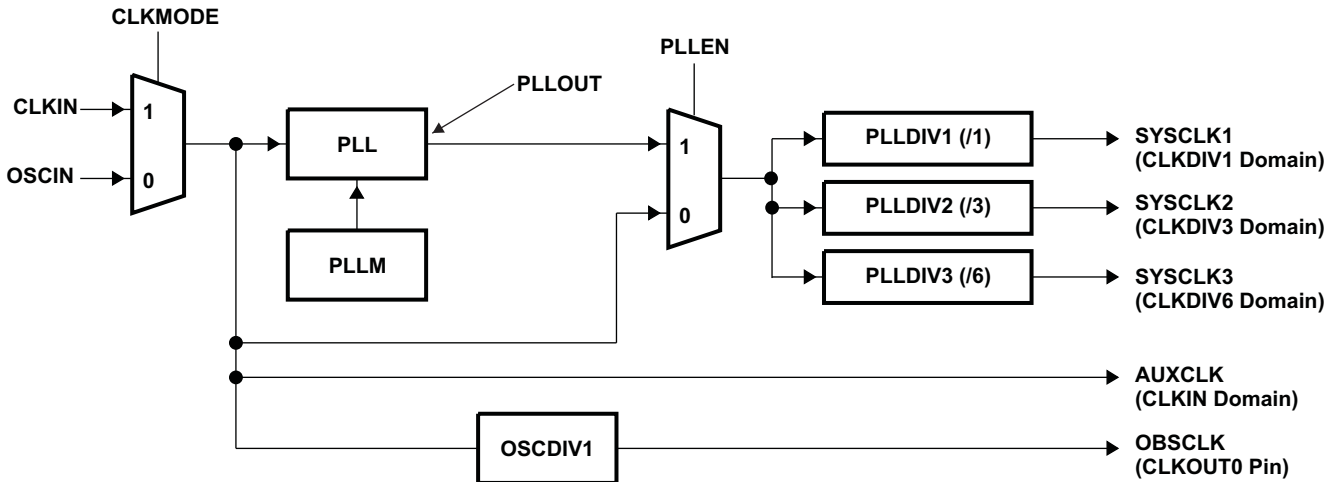 CLKMODE
CLKIN
1
OSCIN
0
PLL
PLLOUT
PLLM
PLLEN
1
0
PLLDIV1 (/1)
SYSCLK1
(CLKDIV1 Domain)
PLLDIV2 (/3)
SYSCLK2
(CLKDIV3 Domain)
PLLDIV3 (/6)
SYSCLK3
(CLKDIV6 Domain)
AUXCLK
(CLKIN Domain)
OSCDIV1
OBSCLK
(CLKOUT0 Pin)